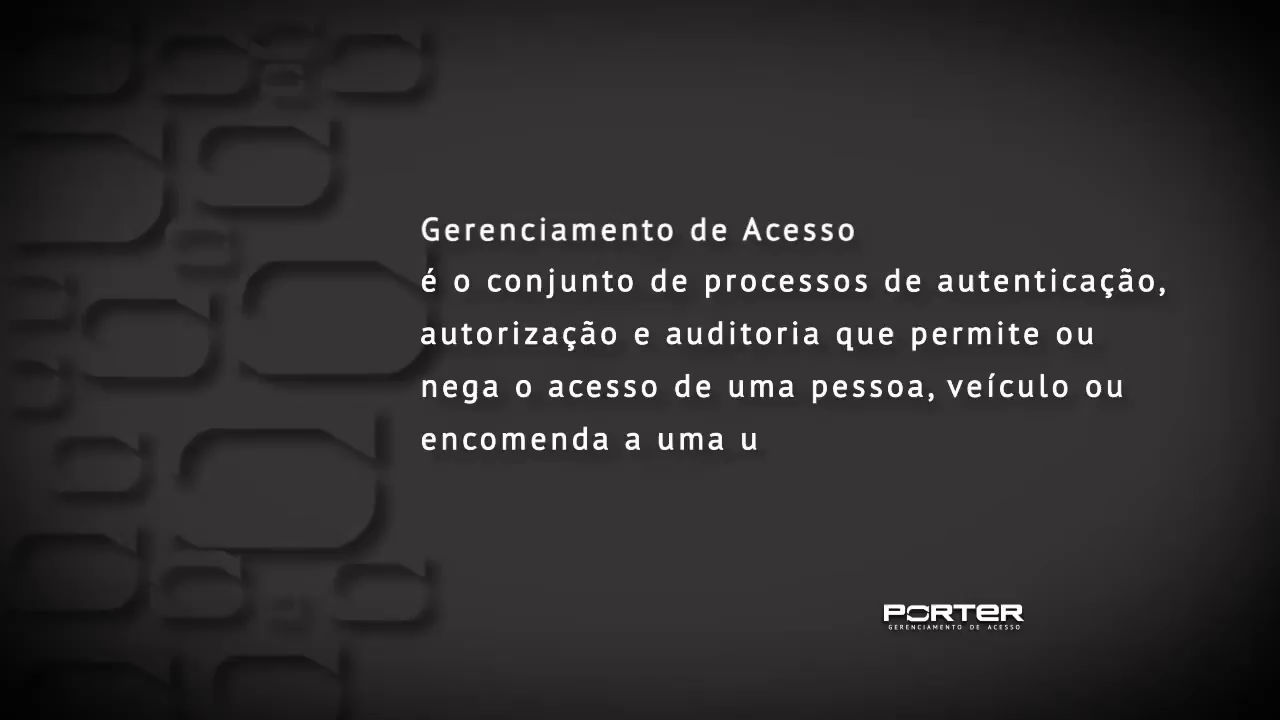 Gerenciamento de Acesso
é o conjunto de processos de autenticação,
autorização e auditoria que permite ou
nega o acesso de uma pessoa, veículo ou
encomenda a uma u
PORTER
GERENCIAMENTO DE ACESSO